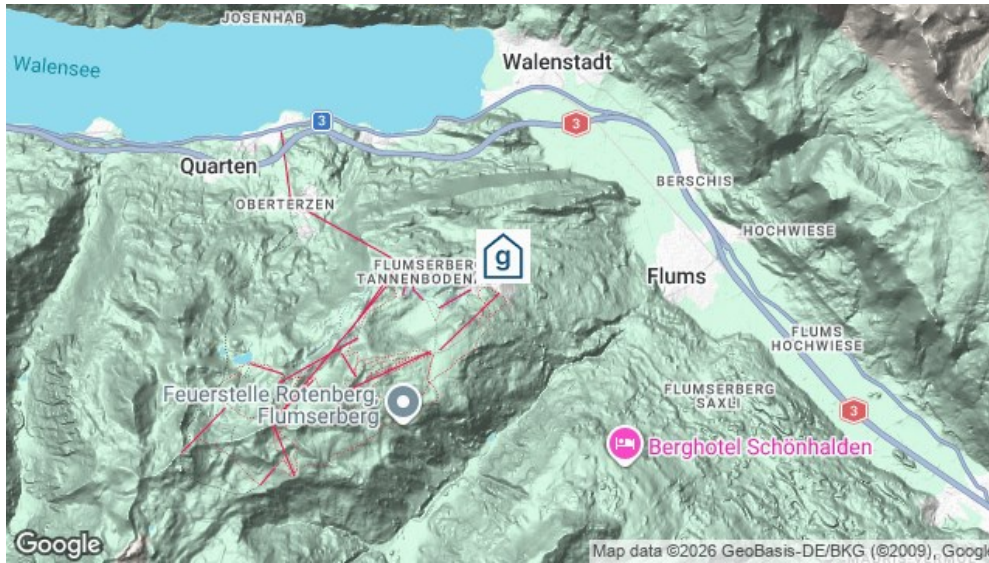 JOSENHAB
Walensee
Walenstadt
3
3
Quarten
BERSCHIS
OBERTERZEN
HOCHWIESE
g
FLUMSERBERG
TANNENBODEN
Flums
FLUMS
HOCHWIESE
Feuerstelle Rotenberg,
Flumserberg
FLUMSERBERG
SAXLI
3
Berghotel Schönhalden
Google
Map data ©2026 GeoBasis-DE/BKG (©2009), Google